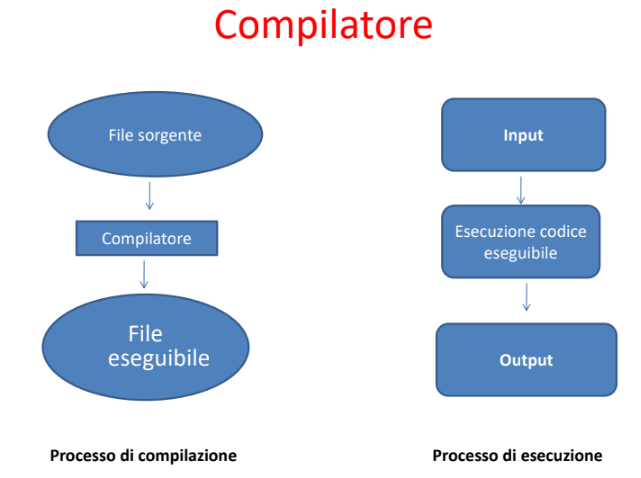 Compilatore
File sorgente
Compilatore
File
eseguibile
Processo di compilazione
Input
Esecuzione codice
eseguibile
Output
Processo di esecuzione